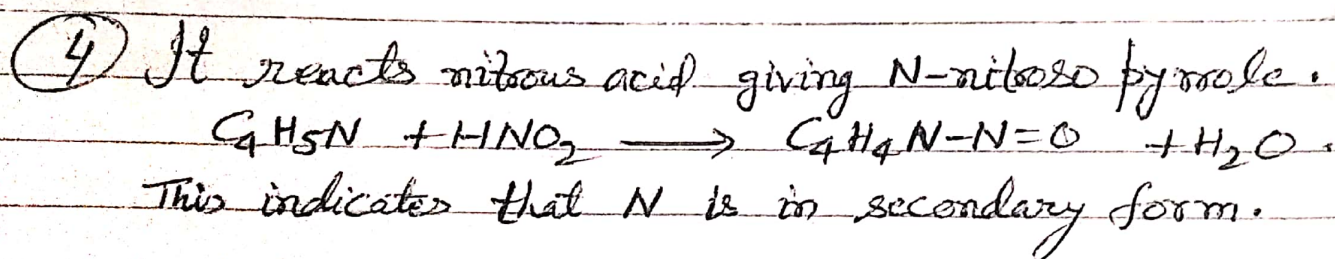 ④ It reacts nitrous acid giving N-nitroso pyrrole.
C₄H₅N + HNO₂ ⟶ C₄H₄N-N=O + H₂O.
This indicates that N is in secondary form.